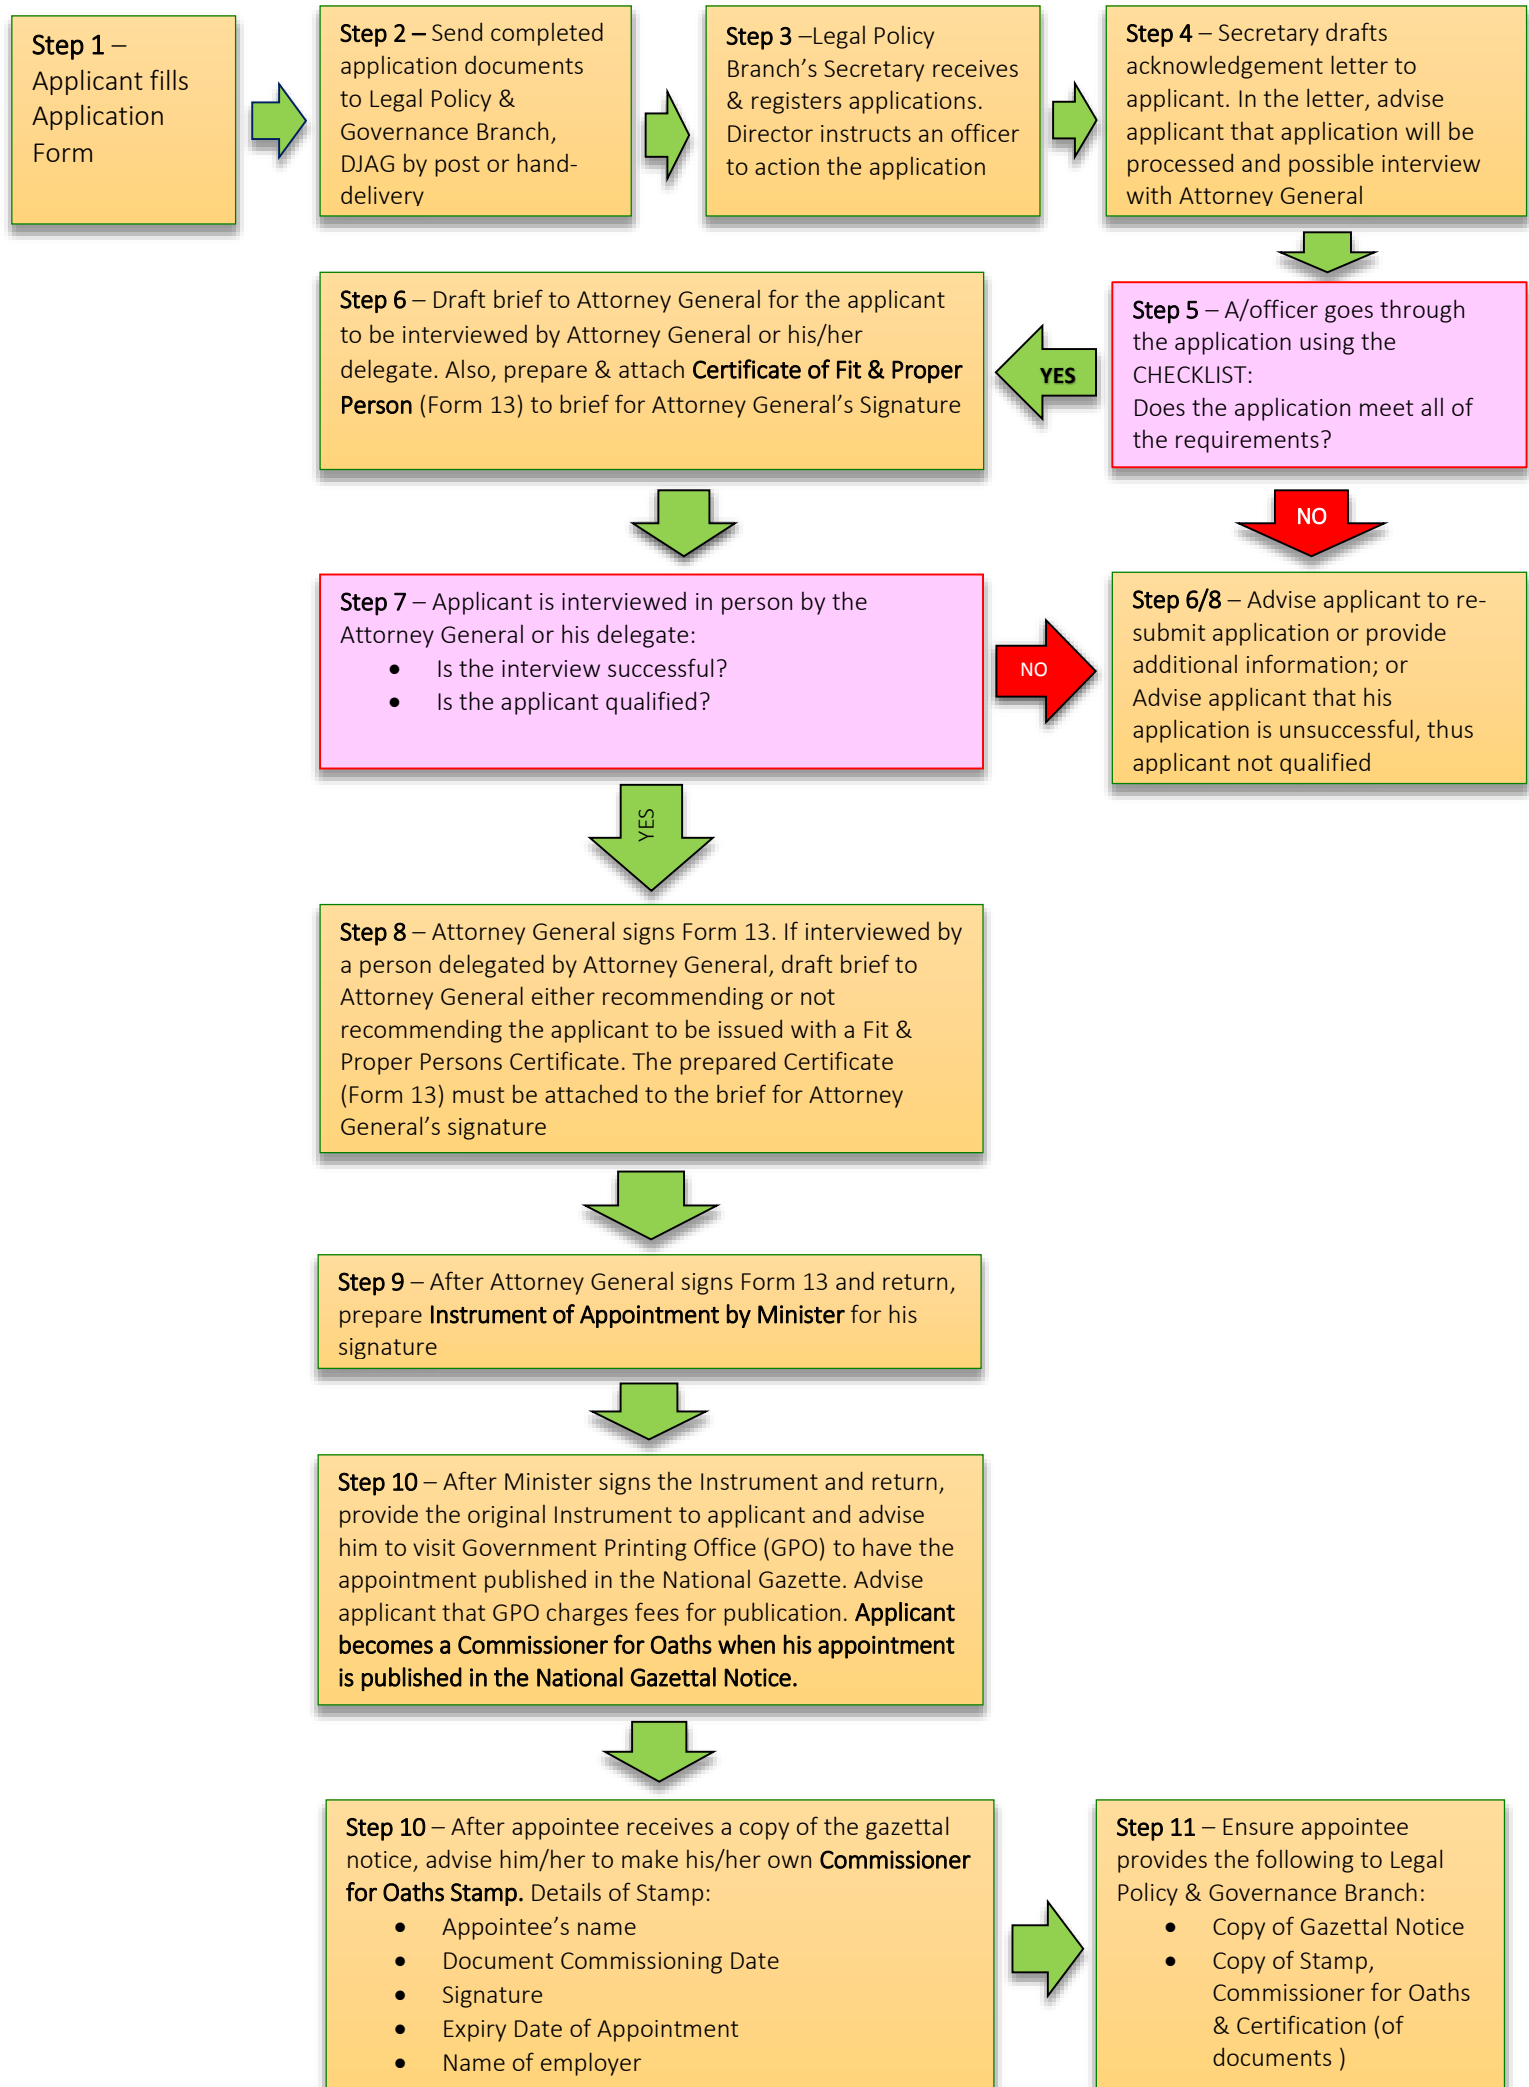 Step 1 –
Applicant fills
Application
Form
Step 2 – Send completed
application documents
to Legal Policy &
Governance Branch,
DJAG by post or hand-
delivery
Step 3 –Legal Policy
Branch's Secretary receives
& registers applications.
Director instructs an officer
to action the application
Step 4 – Secretary drafts
acknowledgement letter to
applicant. In the letter, advise
applicant that application will be
processed and possible interview
with Attorney General
Step 5 – A/officer goes through
the application using the
CHECKLIST:
Does the application meet all of
the requirements?
YES
NO
Step 6 – Draft brief to Attorney General for the applicant
to be interviewed by Attorney General or his/her
delegate. Also, prepare & attach Certificate of Fit & Proper
Person (Form 13) to brief for Attorney General's Signature
Step 7 – Applicant is interviewed in person by the
Attorney General or his delegate:
• Is the interview successful?
• Is the applicant qualified?
NO
Step 6/8 – Advise applicant to re-
submit application or provide
additional information; or
Advise applicant that his
application is unsuccessful, thus
applicant not qualified
YES
Step 8 – Attorney General signs Form 13. If interviewed by
a person delegated by Attorney General, draft brief to
Attorney General either recommending or not
recommending the applicant to be issued with a Fit &
Proper Persons Certificate. The prepared Certificate
(Form 13) must be attached to the brief for Attorney
General's signature
Step 9 – After Attorney General signs Form 13 and return,
prepare Instrument of Appointment by Minister for his
signature
Step 10 – After Minister signs the Instrument and return,
provide the original Instrument to applicant and advise
him to visit Government Printing Office (GPO) to have the
appointment published in the National Gazette. Advise
applicant that GPO charges fees for publication. Applicant
becomes a Commissioner for Oaths when his appointment
is published in the National Gazettal Notice.
Step 10 – After appointee receives a copy of the gazettal
notice, advise him/her to make his/her own Commissioner
for Oaths Stamp. Details of Stamp:
• Appointee's name
• Document Commissioning Date
• Signature
• Expiry Date of Appointment
• Name of employer
Step 11 – Ensure appointee
provides the following to Legal
Policy & Governance Branch:
• Copy of Gazettal Notice
• Copy of Stamp,
Commissioner for Oaths
& Certification (of
documents )